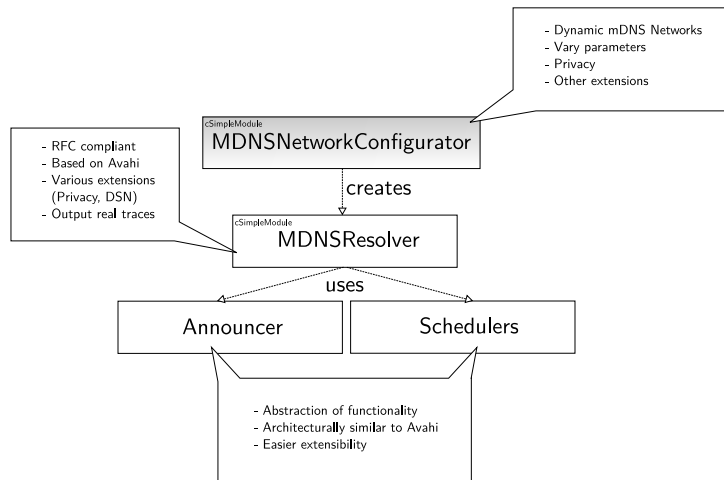 - Dynamic mDNS Networks
- Vary parameters
- Privacy
- Other extensions
cSimpleModule
MDNSNetworkConfigurator
- RFC compliant
- Based on Avahi
- Various extensions
(Privacy, DSN)
- Output real traces
creates
cSimpleModule
MDNSResolver
uses
Announcer
Schedulers
- Abstraction of functionality
- Architecturally similar to Avahi
- Easier extensibility